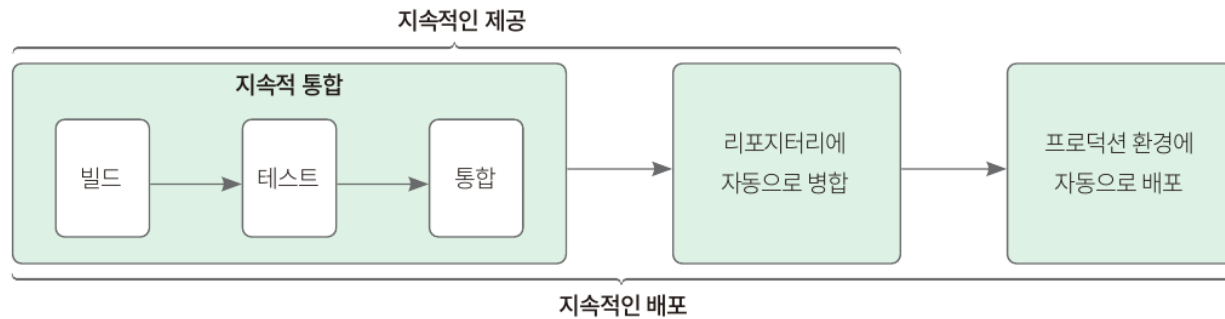 지속적인 제공
지속적 통합
빌드
테스트
통합
리포지터리에
자동으로 병합
프로덕션 환경에
자동으로 배포
지속적인 배포